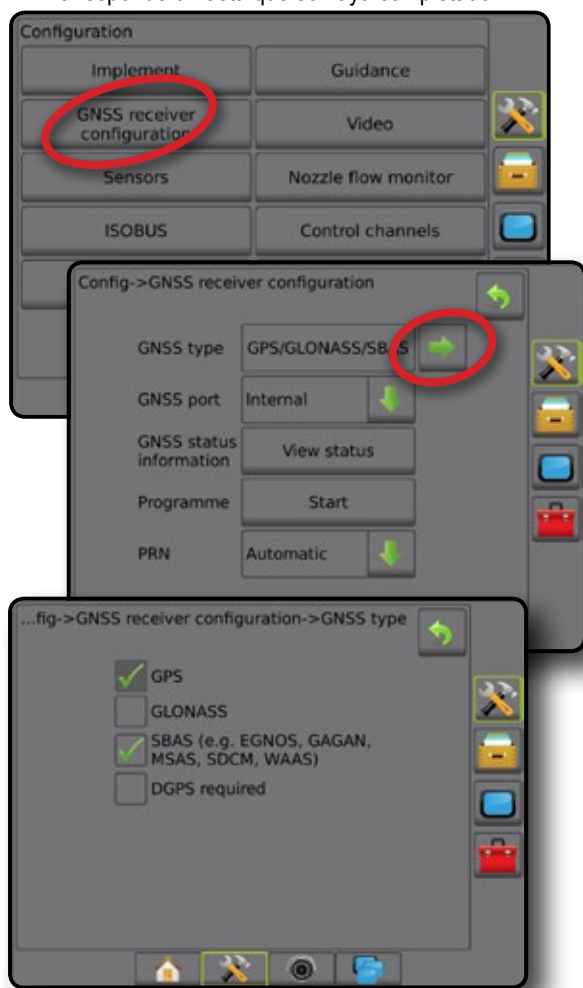 Configuration
Implement
Guidance
GNSS receiver
configuration
Video
Sensors
Nozzle flow monitor
ISOBUS
Control channels
Config->GNSS receiver configuration
GNSS type
GPS/GLONASS/SBAS
GNSS port
Internal
GNSS status
information
View status
Programme
Start
PRN
Automatic
...fig->GNSS receiver configuration->GNSS type
GPS
GLONASS
SBAS (e.g. EGNOS, GAGAN,
MSAS, SDCM, WAAS)
DGPS required